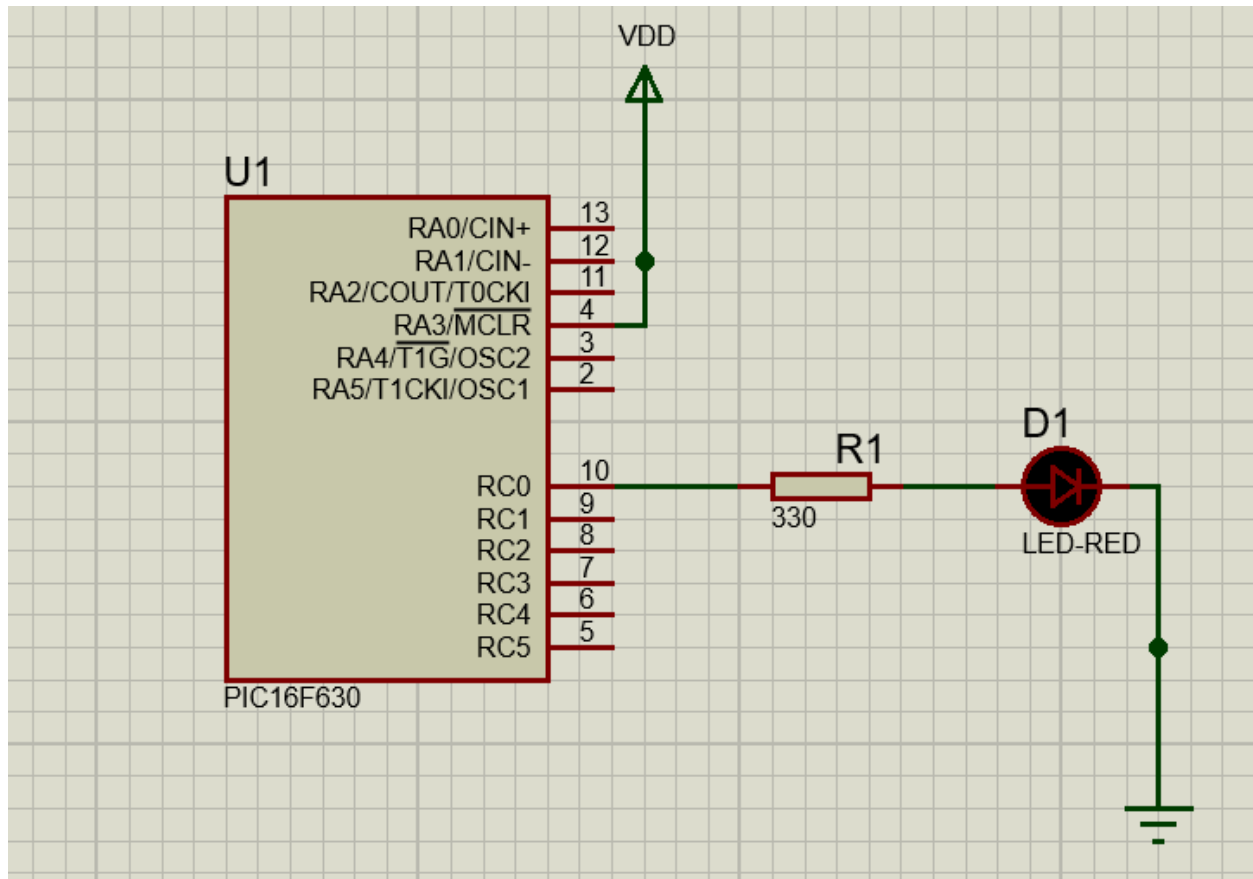 VDD
U1
RA0/CIN+ 13
RA1/CIN- 12
RA2/COUT/T0CKI 11
RA3/MCLR 4
RA4/T1G/OSC2 3
RA5/T1CKI/OSC1 2
D1
R1
RC0 10
330
RC1 9
LED-RED
RC2 8
RC3 7
RC4 6
RC5 5
PIC16F630